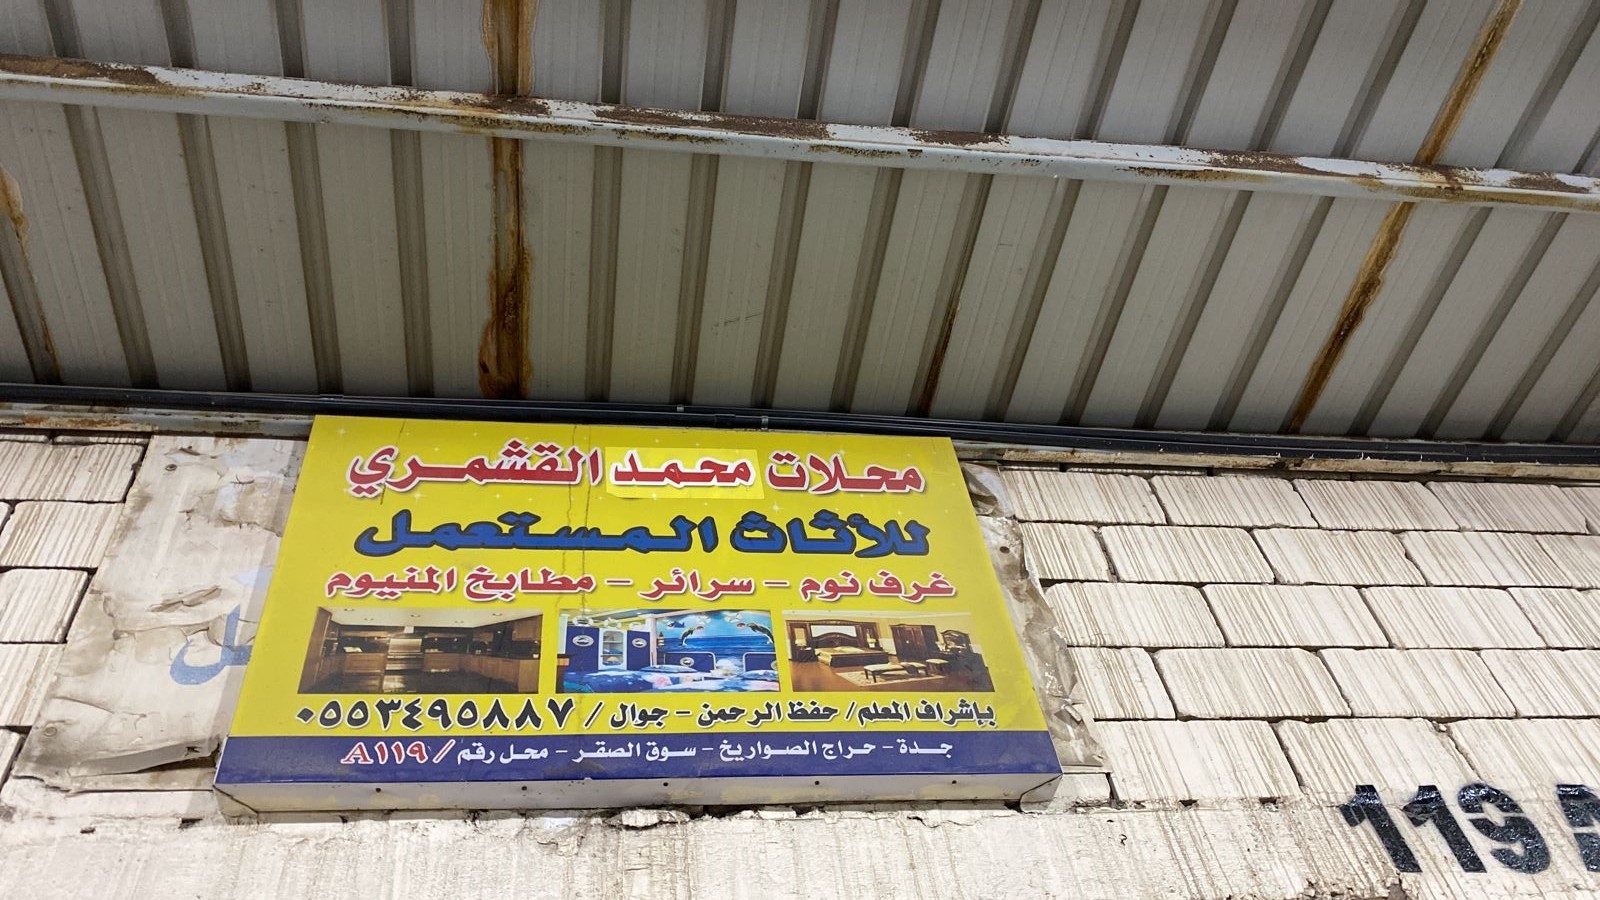 محلات محمد القشمري
للأثاث المستعمل
غرف نوم - سرائر - مطابخ المنيوم
بإشراف المعلم/ حفظ الرحمن - جوال / ٠٥٥٣٤٩٥٨٨٧
جدة - حراج الصواريخ - سوق الصقر - محل رقم / A١١٩
119 A